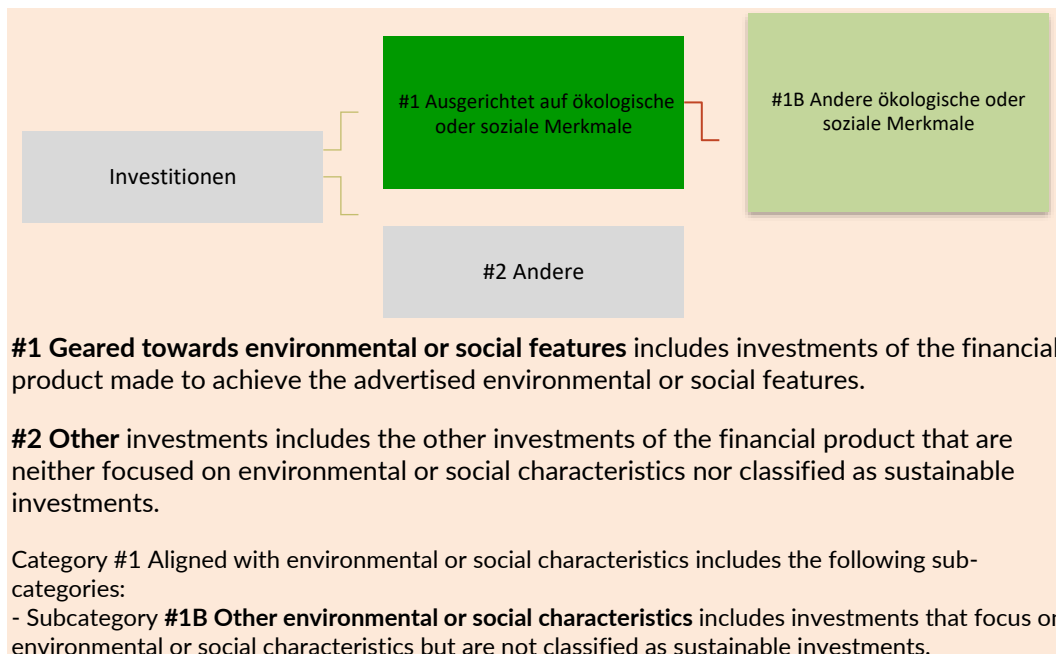 #1 Ausgerichtet auf ökologische
oder soziale Merkmale
#1B Andere ökologische oder
soziale Merkmale
Investitionen
#2 Andere
#1 Geared towards environmental or social features includes investments of the financial
product made to achieve the advertised environmental or social features.
#2 Other investments includes the other investments of the financial product that are
neither focused on environmental or social characteristics nor classified as sustainable
investments.
Category #1 Aligned with environmental or social characteristics includes the following sub-
categories:
- Subcategory #1B Other environmental or social characteristics includes investments that focus on
environmental or social characteristics but are not classified as sustainable investments.